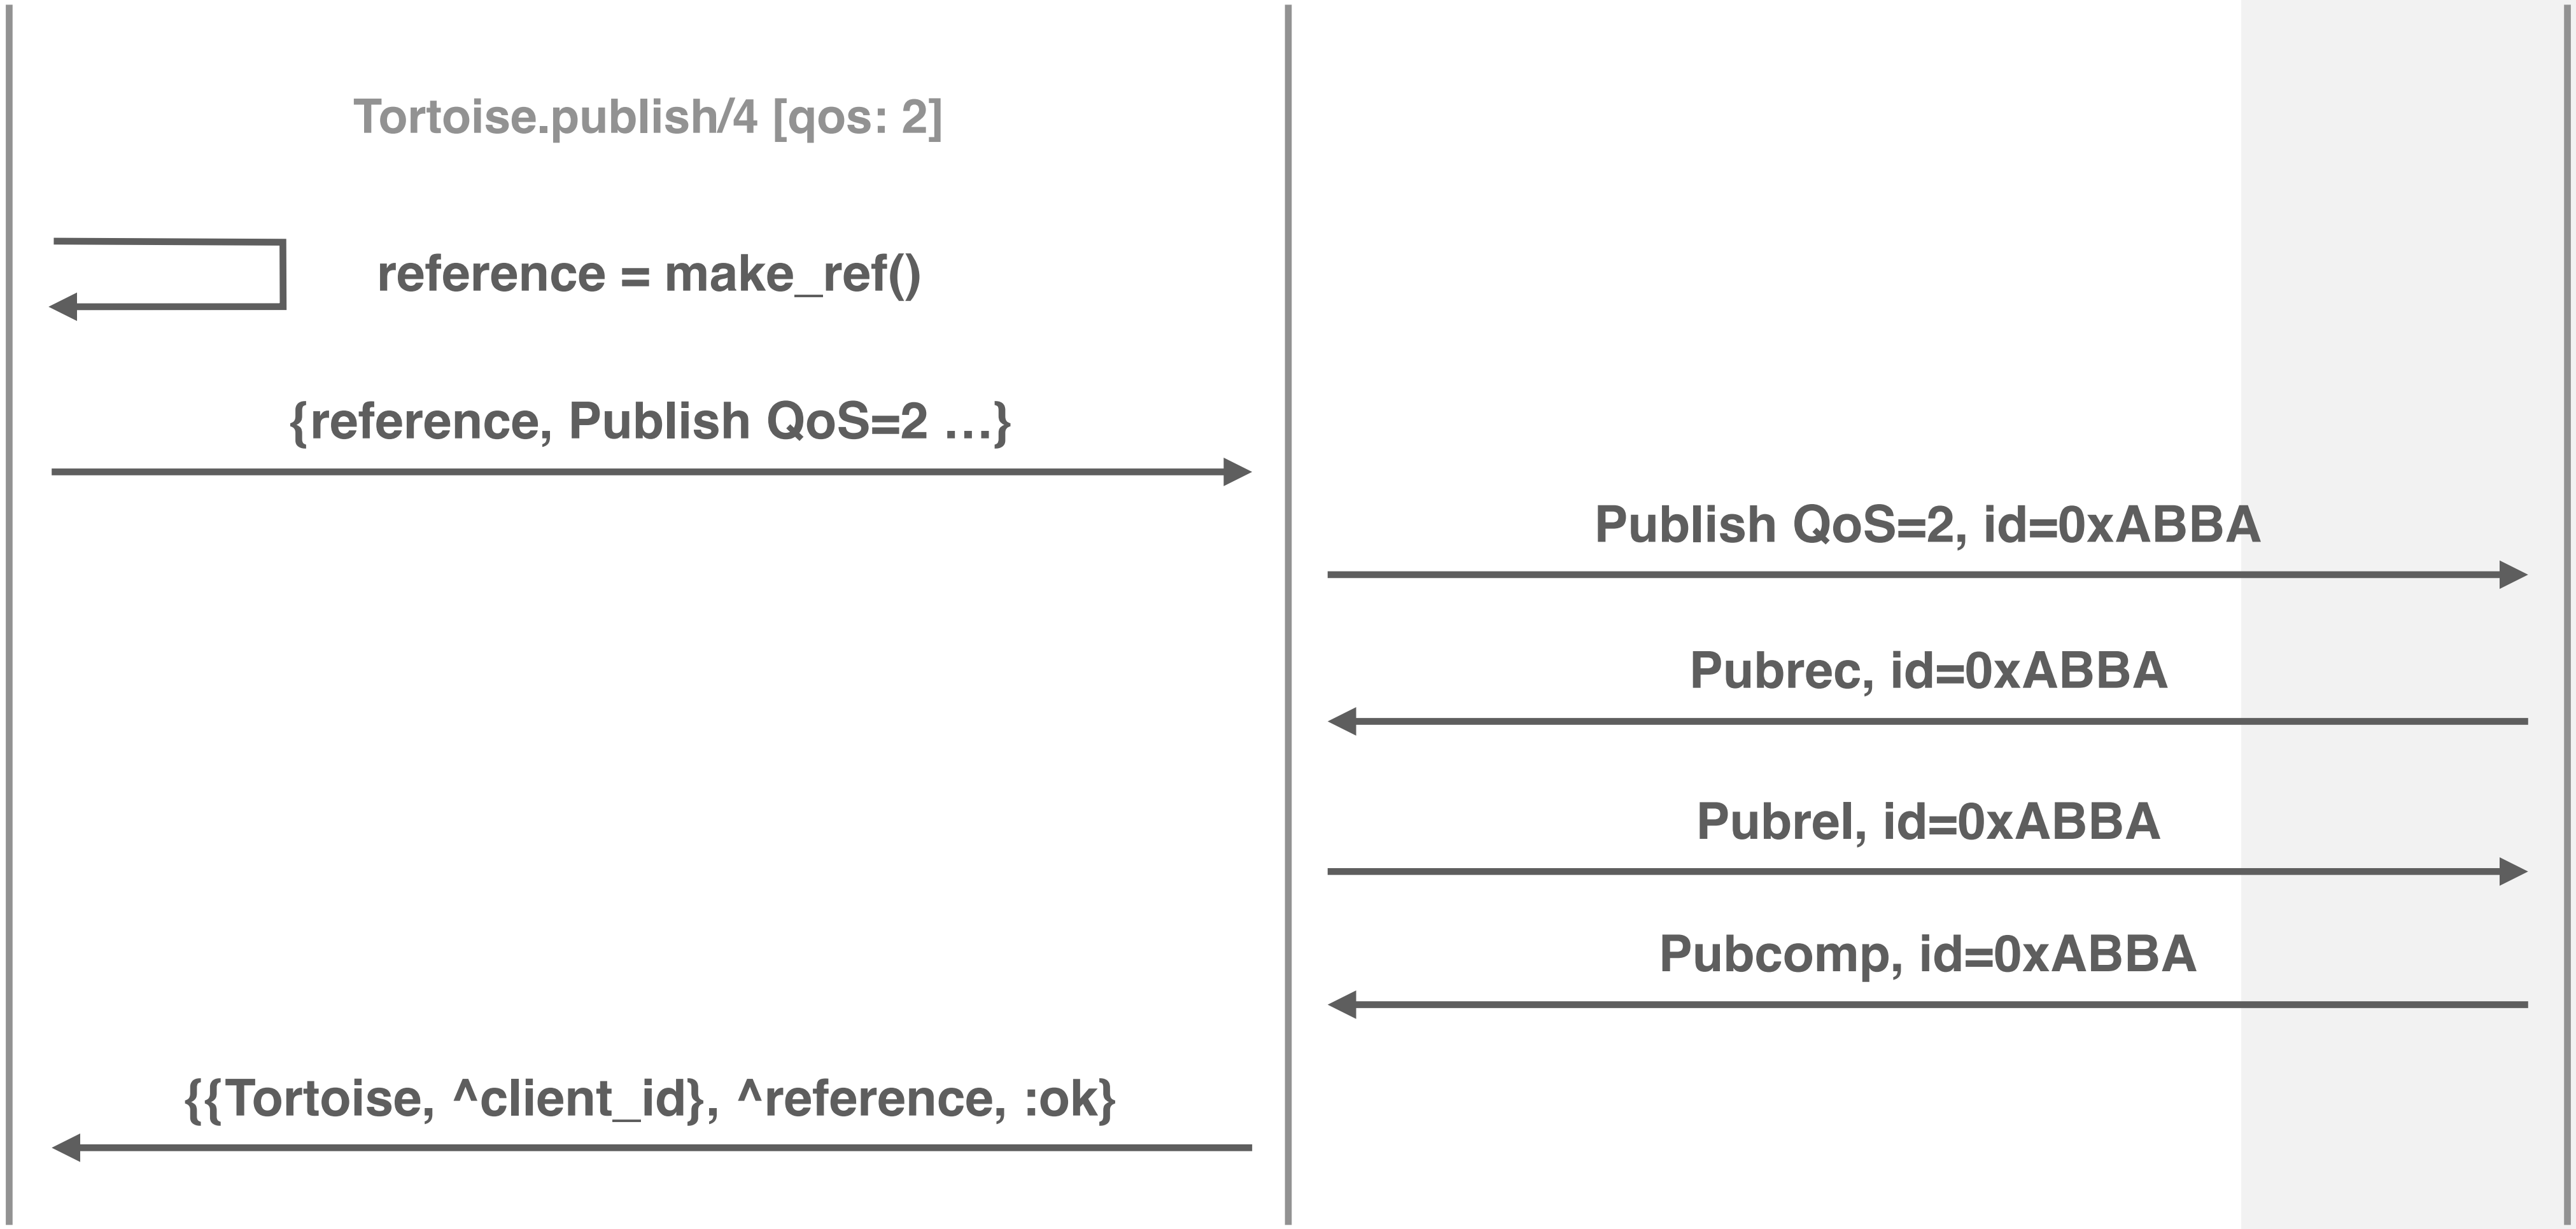 Tortoise.publish/4 [qos: 2]
reference = make_ref()
{reference, Publish QoS=2 …}
Publish QoS=2, id=0xABBA
Pubrec, id=0xABBA
Pubrel, id=0xABBA
Pubcomp, id=0xABBA
{{Tortoise, ^client_id}, ^reference, :ok}